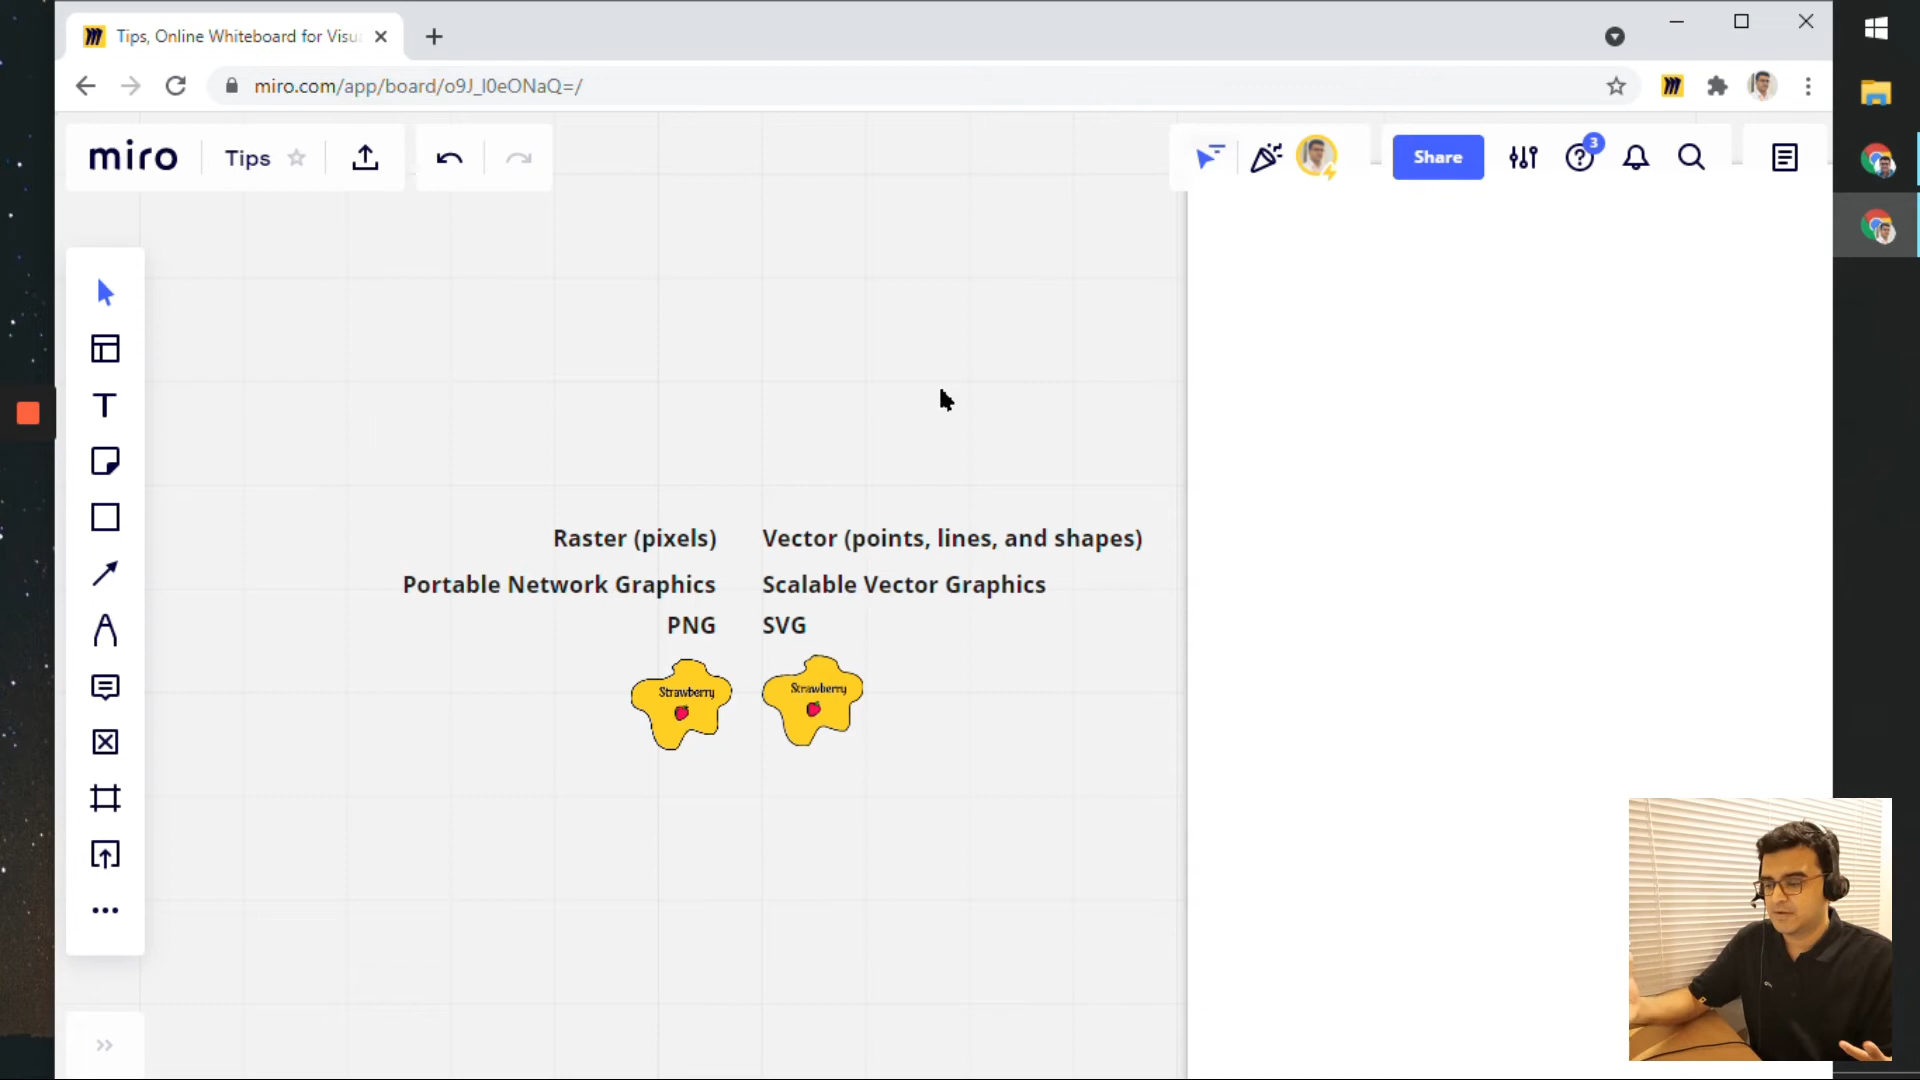 Tips, Online Whiteboard for Visu
miro.com/app/board/o9J_l0eONaQ=/
miro Tips
Share
3
Raster (pixels) Vector (points, lines, and shapes)
Portable Network Graphics Scalable Vector Graphics
PNG SVG
Strawberry Strawberry